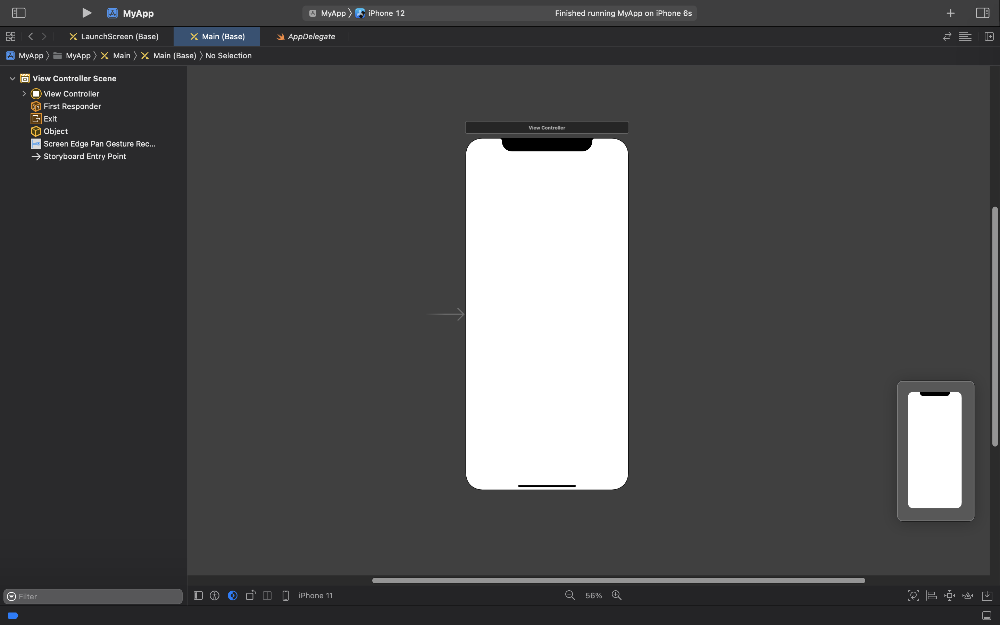 MyApp
MyApp
iPhone 12
Finished running MyApp on iPhone 6s
LaunchScreen (Base)
Main (Base)
AppDelegate
MyApp
MyApp
Main
Main (Base)
No Selection
View Controller Scene
View Controller
First Responder
Exit
Object
Screen Edge Pan Gesture Rec...
Storyboard Entry Point
View Controller
Filter
iPhone 11
56%